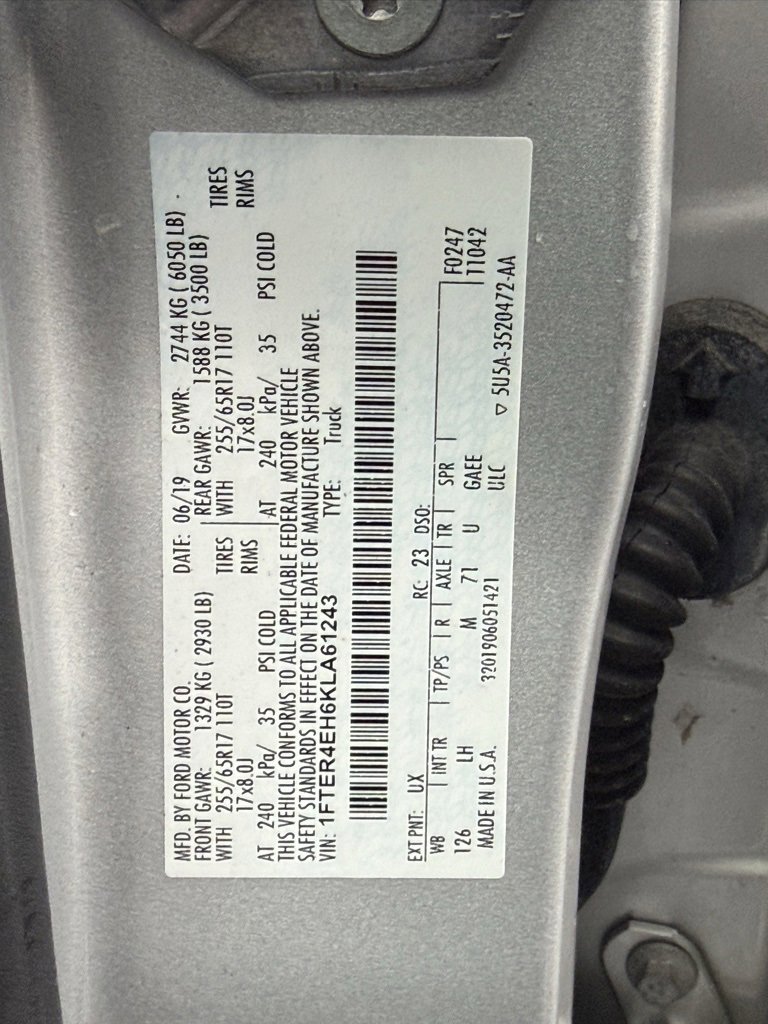 MFD. BY FORD MOTOR CO. DATE: 06/19 GVWR: 2744 KG ( 6050 LB)
FRONT GAWR: 1329 KG ( 2930 LB) REAR GAWR: 1588 KG ( 3500 LB)
WITH 255/65R17 110T TIRES WITH 255/65R17 110T TIRES
17x8.0J RIMS 17x8.0J RIMS
AT 240 kPa/ 35 PSI COLD AT 240 kPa/ 35 PSI COLD
THIS VEHICLE CONFORMS TO ALL APPLICABLE FEDERAL MOTOR VEHICLE
SAFETY STANDARDS IN EFFECT ON THE DATE OF MANUFACTURE SHOWN ABOVE.
VIN: 1FTER4EH6KLA61243 TYPE: Truck
EXT PNT: UX RC: 23 DSO:
WB INT TR TP/PS R AXLE TR SPR F0247
126 LH M 71 U GAEE T1042
MADE IN U.S.A. 3201906051421 ULC
▽ 5U5A-3520472-AA